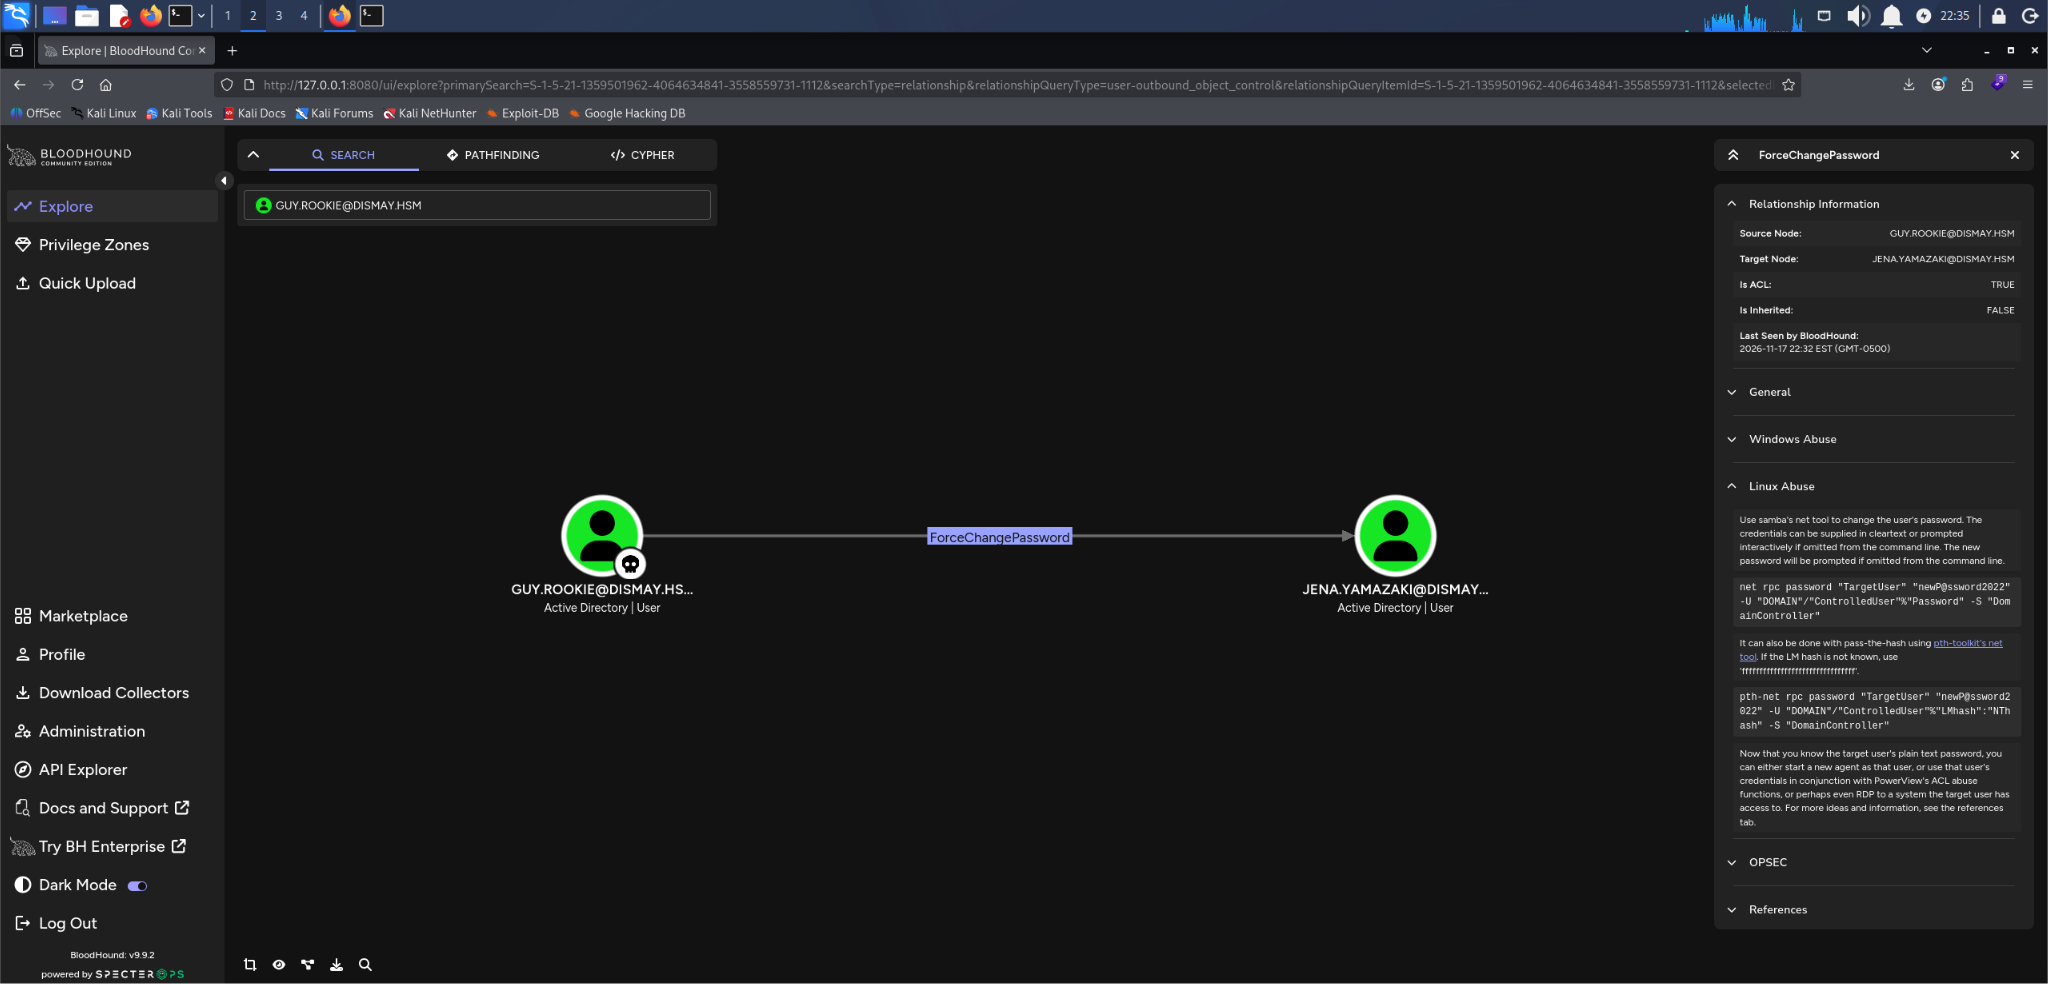 1 2 3 4
22:35
Explore | BloodHound Co
http://127.0.0.1:8080/ui/explore?primarySearch=S-1-5-21-1359501962-4064634841-3558559731-1112&searchType=relationship&relationshipQueryType=user-outbound_object_control&relationshipQueryItemId=S-1-5-21-1359501962-4064634841-3558559731-1112&selected
9
OffSec Kali Linux Kali Tools Kali Docs Kali Forums Kali NetHunter Exploit-DB Google Hacking DB
BLOODHOUND
COMMUNITY EDITION
Explore
Privilege Zones
Quick Upload
Marketplace
Profile
Download Collectors
Administration
API Explorer
Docs and Support
Try BH Enterprise
Dark Mode
Log Out
BloodHound: v9.9.2
powered by SPECTEROPS
SEARCH PATHFINDING CYPHER
GUY.ROOKIE@DISMAY.HSM
GUY.ROOKIE@DISMAY.HS...
Active Directory | User
ForceChangePassword
JENA.YAMAZAKI@DISMAY...
Active Directory | User
ForceChangePassword
Relationship Information
Source Node: GUY.ROOKIE@DISMAY.HSM
Target Node: JENA.YAMAZAKI@DISMAY.HSM
Is ACL: TRUE
Is Inherited: FALSE
Last Seen by BloodHound:
2026-11-17 22:32 EST (GMT-0500)
General
Windows Abuse
Linux Abuse
Use samba's net tool to change the user's password. The
credentials can be supplied in cleartext or prompted
interactively if omitted from the command line. The new
password will be prompted if omitted from the command line.
net rpc password "TargetUser" "newP@ssword2022"
-U "DOMAIN"/"ControlledUser"%"Password" -S "Dom
ainController"
It can also be done with pass-the-hash using pth-toolkit's net
tool. If the LM hash is not known, use
'ffffffffffffffffffffffffffffffff'.
pth-net rpc password "TargetUser" "newP@ssword2
022" -U "DOMAIN"/"ControlledUser"%"LMhash":"NTh
ash" -S "DomainController"
Now that you know the target user's plain text password, you
can either start a new agent as that user, or use that user's
credentials in conjunction with PowerView's ACL abuse
functions, or perhaps even RDP to a system the target user has
access to. For more ideas and information, see the references
tab.
OPSEC
References